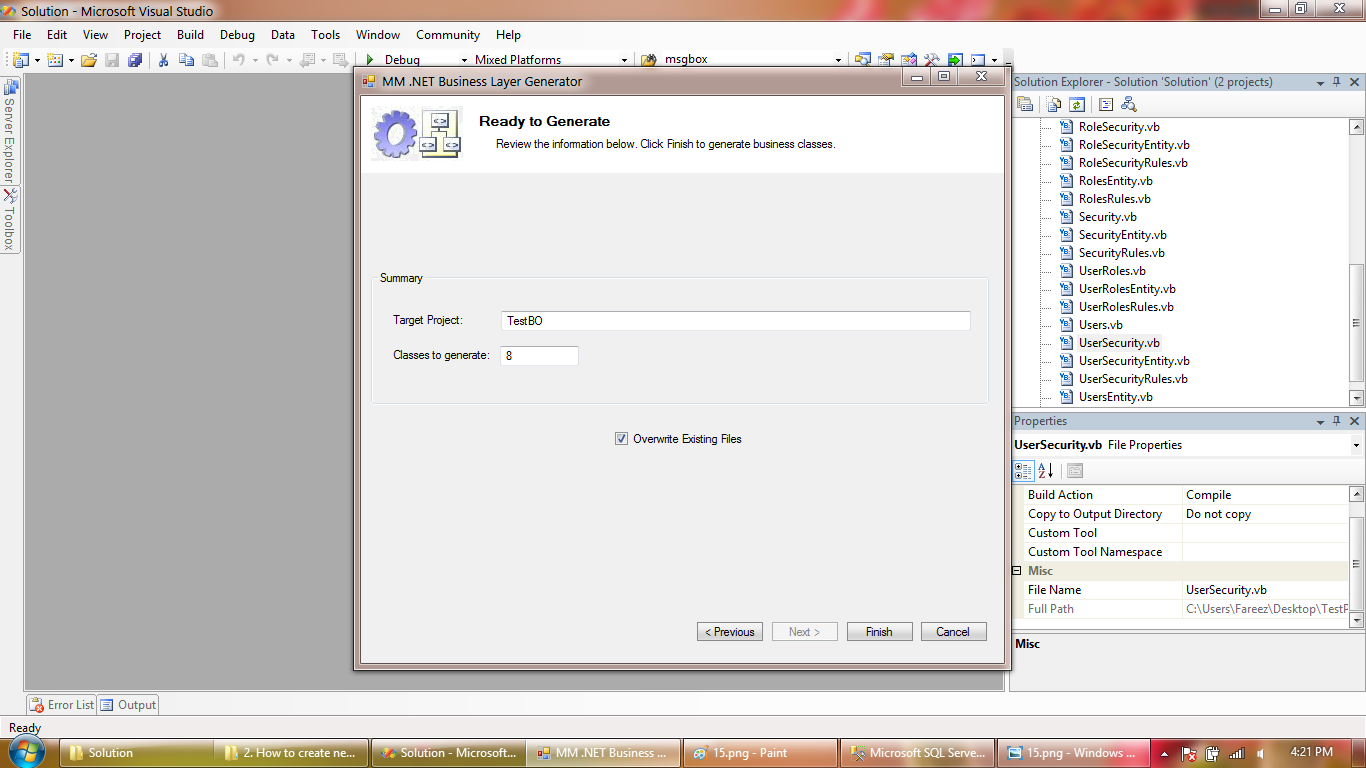 Solution - Microsoft Visual Studio
File Edit View Project Build Debug Data Tools Window Community Help
Debug Mixed Platforms msgbox
Server Explorer
Toolbox
MM .NET Business Layer Generator
Ready to Generate
Review the information below. Click Finish to generate business classes.
Summary
Target Project: TestBO
Classes to generate: 8
Overwrite Existing Files
< Previous Next > Finish Cancel
Solution Explorer - Solution 'Solution' (2 projects)
RoleSecurity.vb
RoleSecurityEntity.vb
RoleSecurityRules.vb
RolesEntity.vb
RolesRules.vb
Security.vb
SecurityEntity.vb
SecurityRules.vb
UserRoles.vb
UserRolesEntity.vb
UserRolesRules.vb
Users.vb
UserSecurity.vb
UserSecurityEntity.vb
UserSecurityRules.vb
UsersEntity.vb
Properties
UserSecurity.vb File Properties
Build Action Compile
Copy to Output Directory Do not copy
Custom Tool
Custom Tool Namespace
Misc
File Name UserSecurity.vb
Full Path C:\Users\Fareez\Desktop\TestP
Misc
Error List Output
Ready
Solution 2. How to create ne... Solution - Microsoft... MM .NET Business ... 15.png - Paint Microsoft SQL Serve... 15.png - Windows ... 4:21 PM